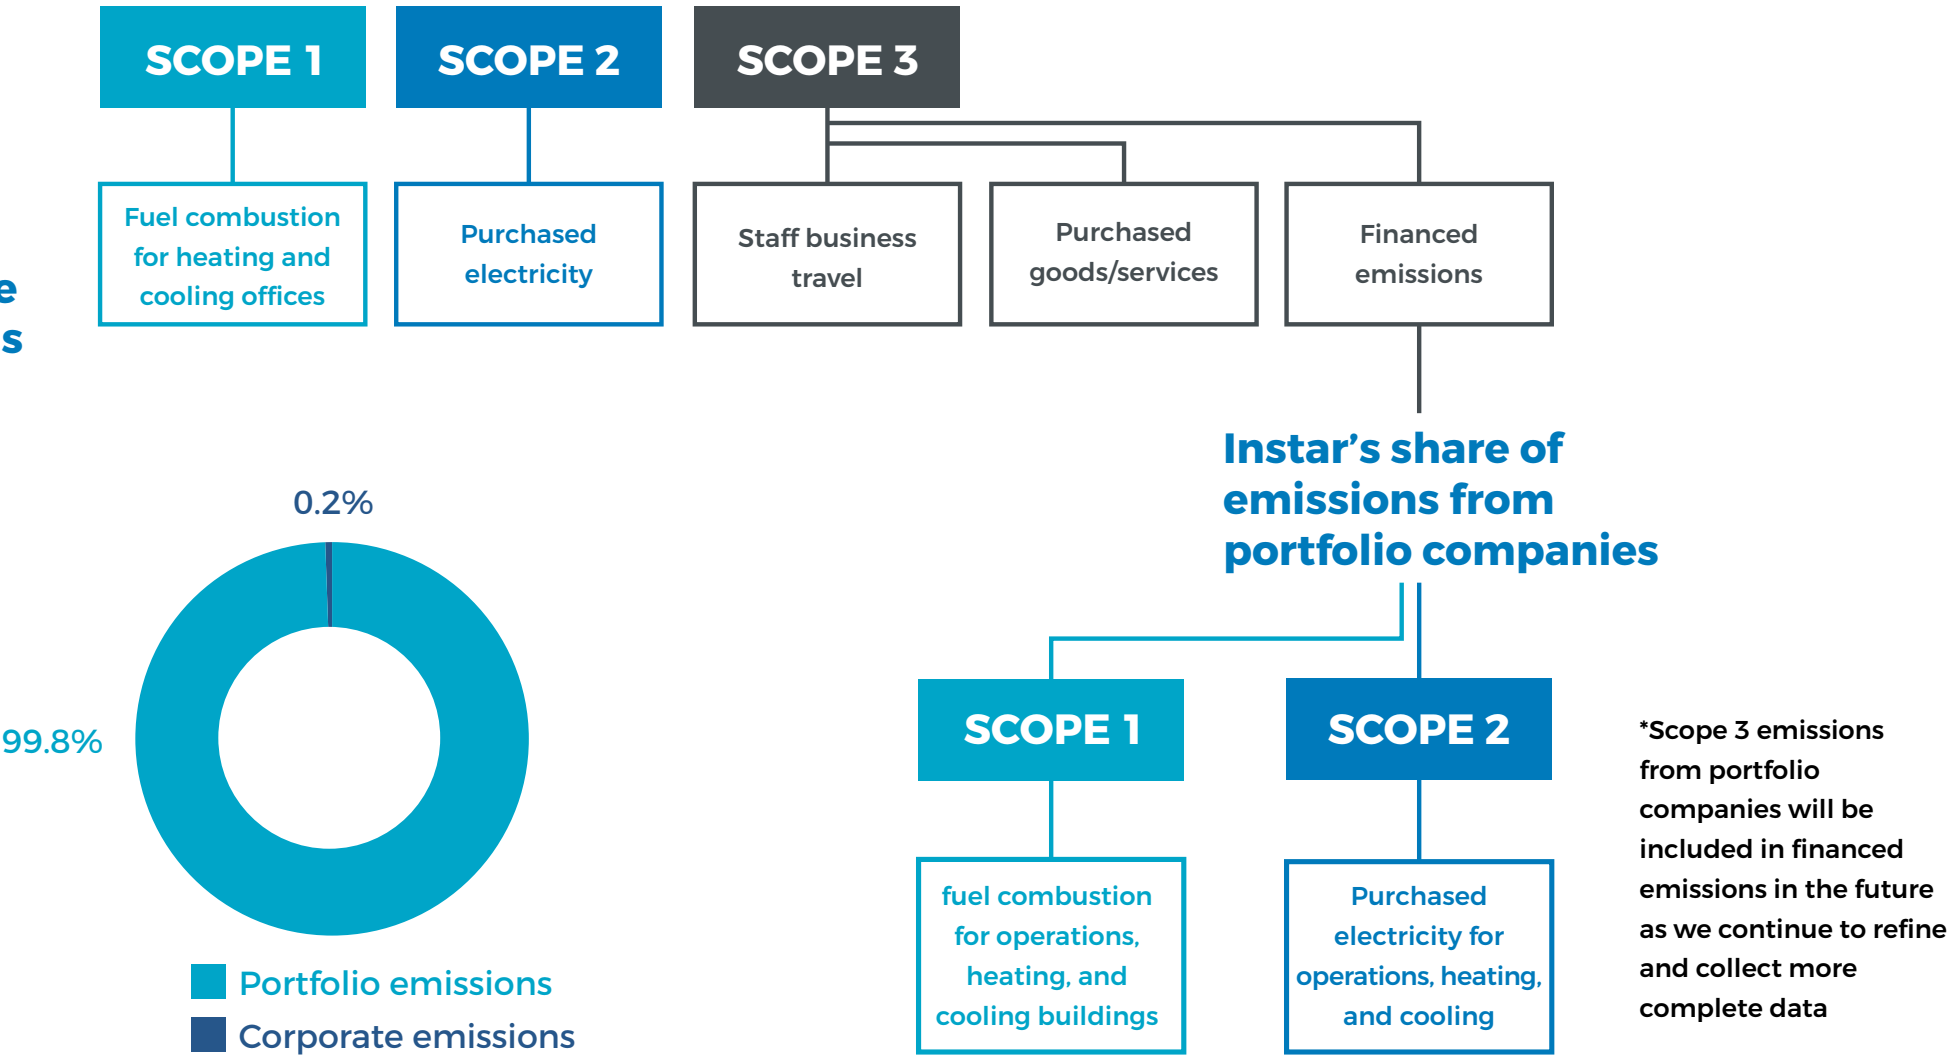 SCOPE 1
SCOPE 2
SCOPE 3
Fuel combustion
for heating and
cooling offices
Purchased
electricity
Staff business
travel
Purchased
goods/services
Financed
emissions
e
s
Instar’s share of
emissions from
portfolio companies
0.2%
99.8%
Portfolio emissions
Corporate emissions
SCOPE 1
SCOPE 2
fuel combustion
for operations,
heating, and
cooling buildings
Purchased
electricity for
operations, heating,
and cooling
*Scope 3 emissions
from portfolio
companies will be
included in financed
emissions in the future
as we continue to refine
and collect more
complete data